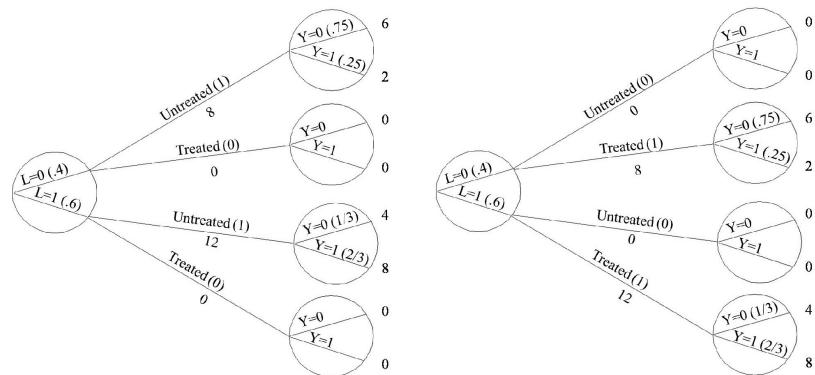 L=0 (.4)
L=1 (.6)
Untreated (1)
8
Y=0 (.75)
Y=1 (.25)
6
2
Treated (0)
0
Y=0
Y=1
0
0
Untreated (1)
12
Y=0 (1/3)
Y=1 (2/3)
4
8
Treated (0)
0
Y=0
Y=1
0
0
L=0 (.4)
L=1 (.6)
Untreated (0)
0
Y=0
Y=1
0
0
Treated (1)
8
Y=0 (.75)
Y=1 (.25)
6
2
Untreated (0)
0
Y=0
Y=1
0
0
Treated (1)
12
Y=0 (1/3)
Y=1 (2/3)
4
8